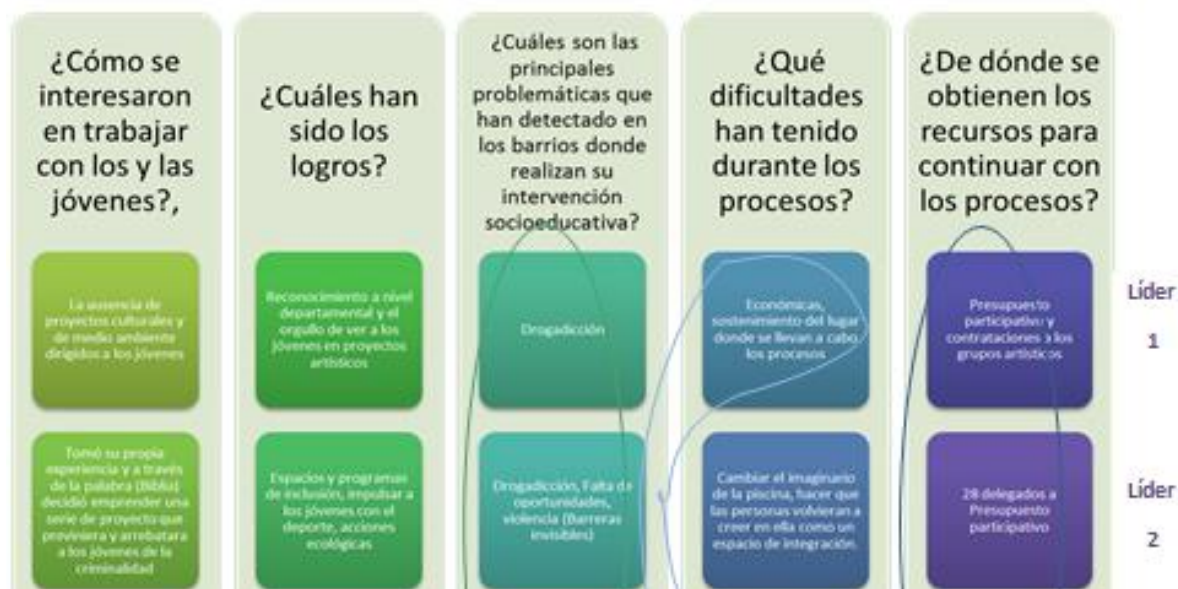 ¿Cómo se
interesaron
en trabajar
con los y las
jóvenes?,
¿Cuáles han
sido los
logros?
¿Cuáles son las
principales
problemáticas que
han detectado en
los barrios donde
realizan su
intervención
socioeducativa?
¿Qué
dificultades
han tenido
durante los
procesos?
¿De dónde se
obtienen los
recursos para
continuar con
los procesos?
La ausencia de
proyectos culturales y
de medio ambiente
dirigidos a los jóvenes
Reconocimiento a nivel
departamental y el
orgullo de ver a los
jóvenes en proyectos
artísticos
Drogadicción
Económicas,
sostenimiento del lugar
donde se llevan a cabo
los procesos
Presupuesto
participativo y
contrataciones a los
grupos artísticos
Líder
1
Tomó su propia
experiencia y a través
de la palabra (Biblia)
decidió emprender una
serie de proyecto que
previniera y arrebatara
a los jóvenes de la
criminalidad
Espacios y programas
de inclusión, impulsar a
los jóvenes con el
deporte, acciones
ecológicas
Drogadicción, Falta de
oportunidades,
violencia (Barreras
invisibles)
Cambiar el imaginario
de la piscina, hacer que
las personas volvieran a
creer en ella como un
espacio de integración.
28 delegados a
Presupuesto
participativo
Líder
2